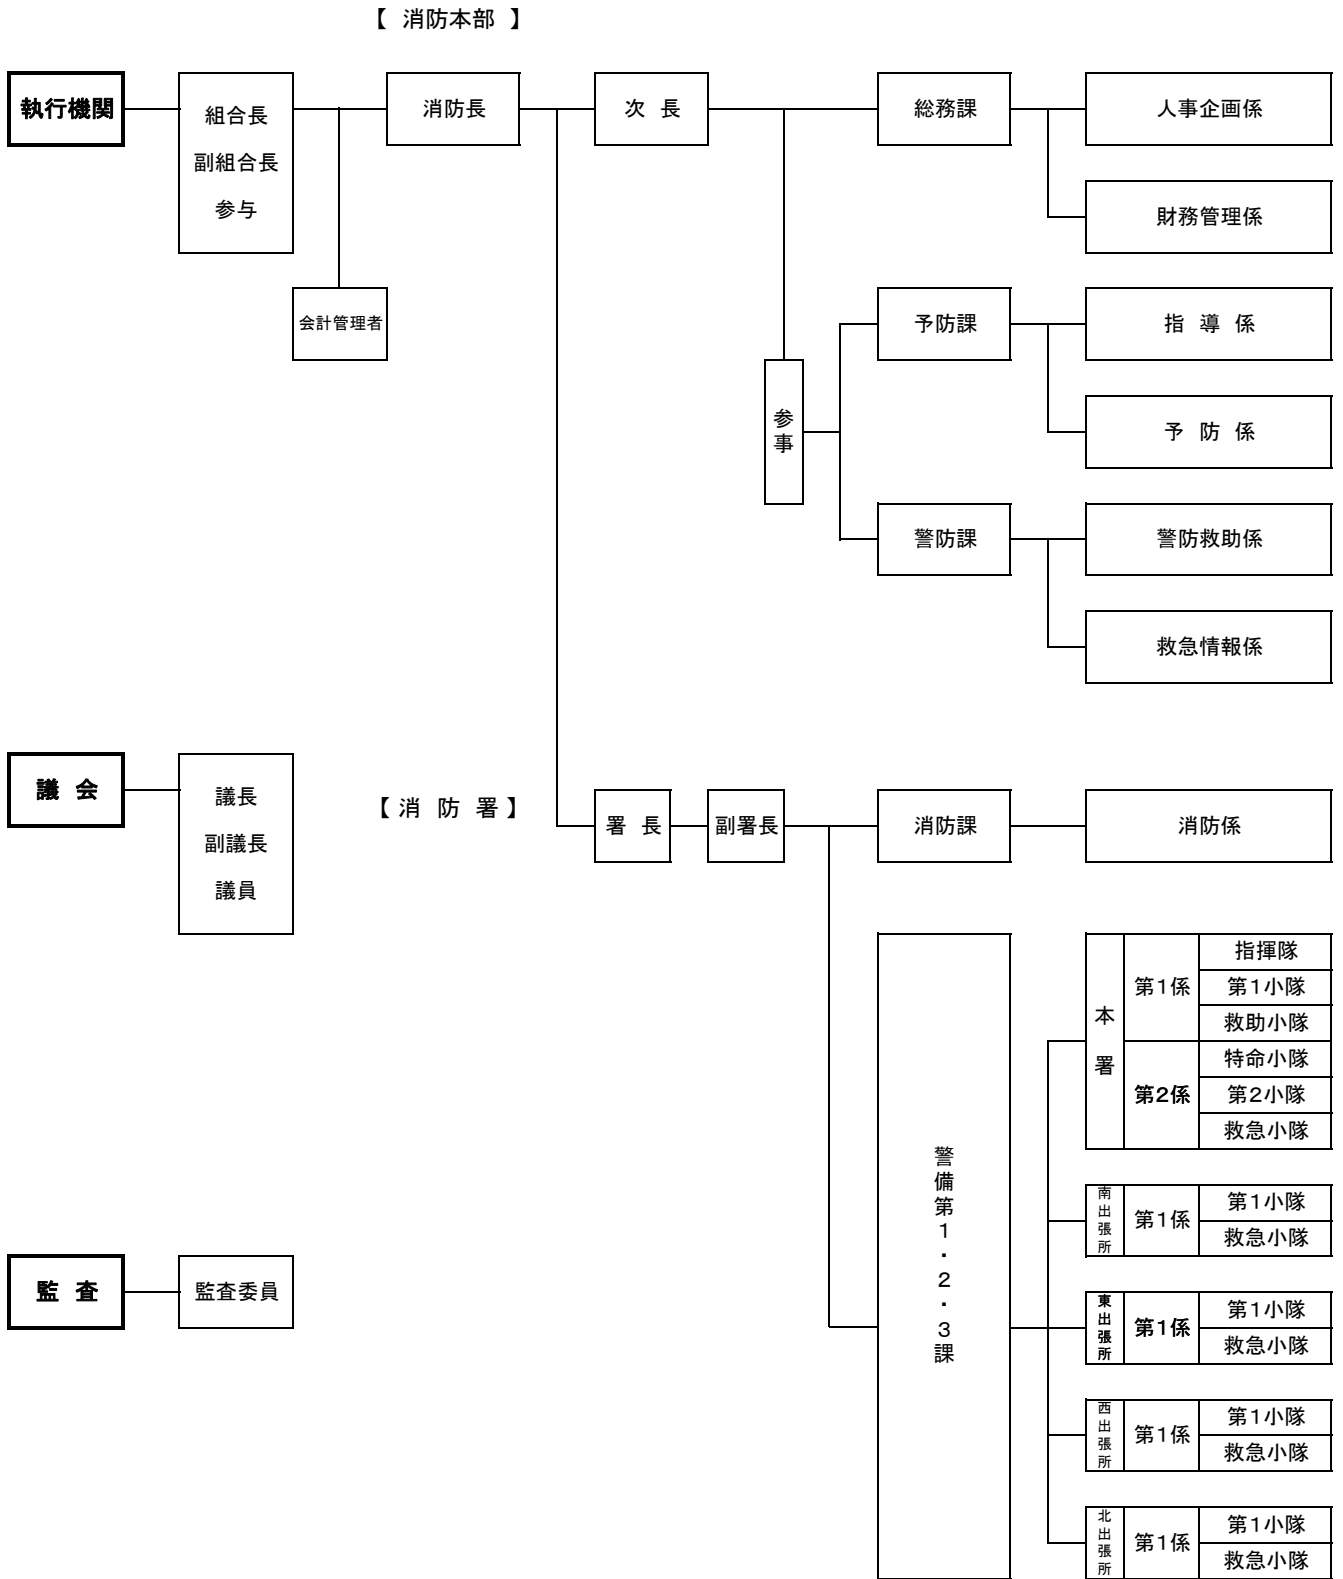 【 消防本部 】
執行機関
組合長
副組合長
参与
会計管理者
消防長
次 長
参事
総務課
人事企画係
財務管理係
予防課
指 導 係
予 防 係
警防課
警防救助係
救急情報係
議 会
議長
副議長
議員
【 消 防 署 】
署 長
副署長
消防課
消防係
警備第1・2・3課
本署
第1係
指揮隊
第1小隊
救助小隊
第2係
特命小隊
第2小隊
救急小隊
南出張所
第1係
第1小隊
救急小隊
監 査
監査委員
東出張所
第1係
第1小隊
救急小隊
西出張所
第1係
第1小隊
救急小隊
北出張所
第1係
第1小隊
救急小隊